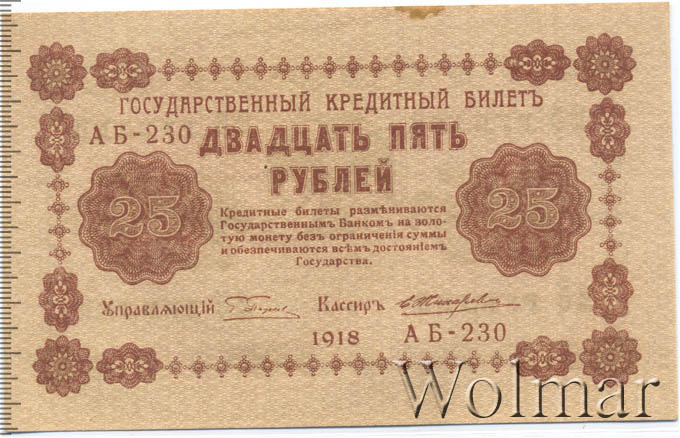 ГОСУДАРСТВЕННЫЙ КРЕДИТНЫЙ БИЛЕТЪ
АБ-230 ДВАДЦАТЬ ПЯТЬ
РУБЛЕЙ
25 25
Кредитные билеты размѣниваются
Государственнымъ Банкомъ на золо-
тую монету безъ ограниченія суммы
и обезпечиваются всѣмъ достояніемъ
Государства.
Управляющій Кассиръ
1918 АБ-230
Wolmar